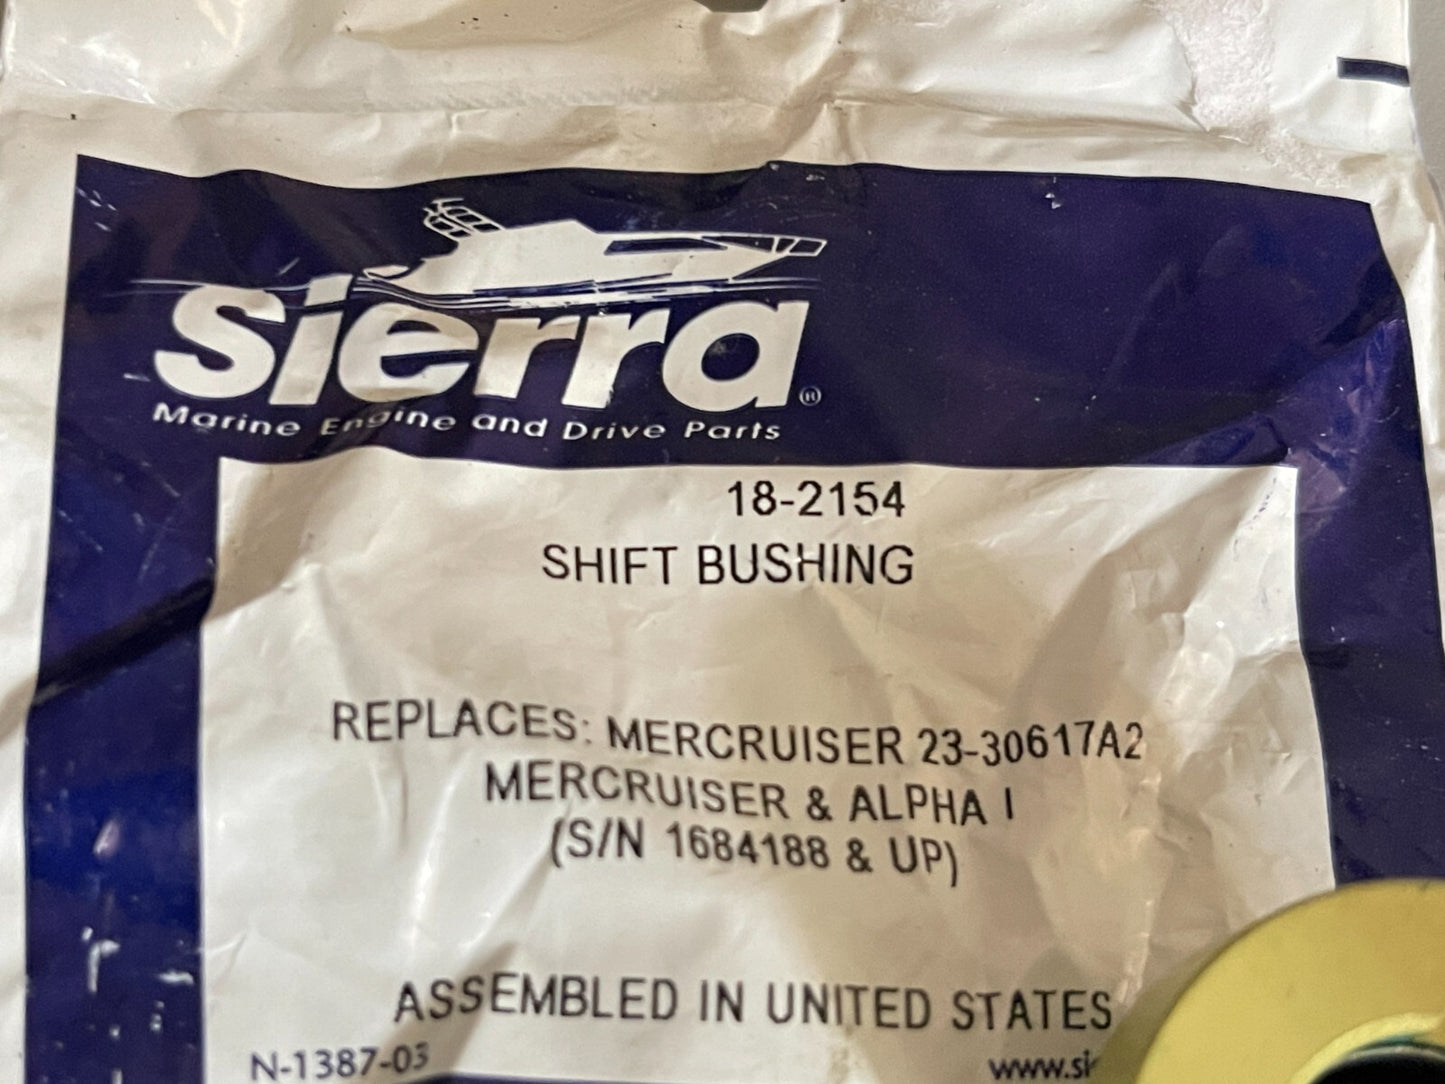 Sierra®
Marine Engine and Drive Parts
18-2154
SHIFT BUSHING
REPLACES: MERCRUISER 23-30617A2
MERCRUISER & ALPHA I
(S/N 1684188 & UP)
ASSEMBLED IN UNITED STATES
N-1387-03